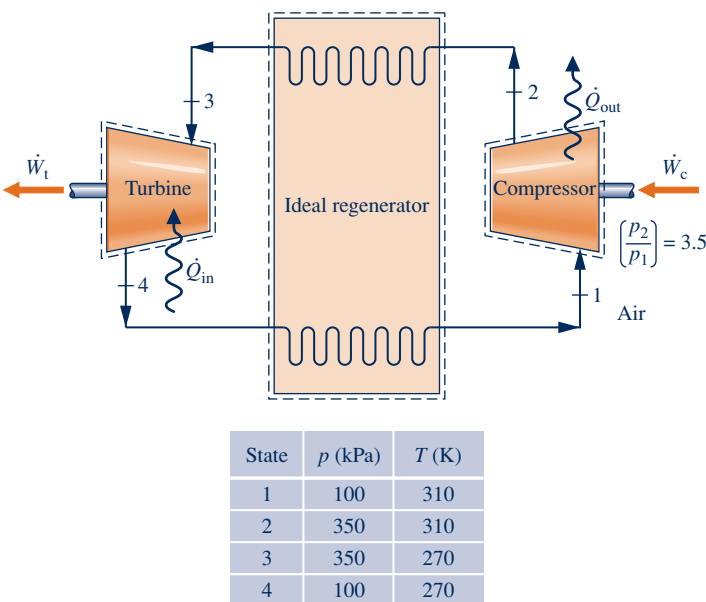 3
2
Q̇out
Ẇt
Turbine
Ideal regenerator
Compressor
Ẇc
(p2/p1) = 3.5
Q̇in
4
1
Air
State p (kPa) T (K)
1 100 310
2 350 310
3 350 270
4 100 270